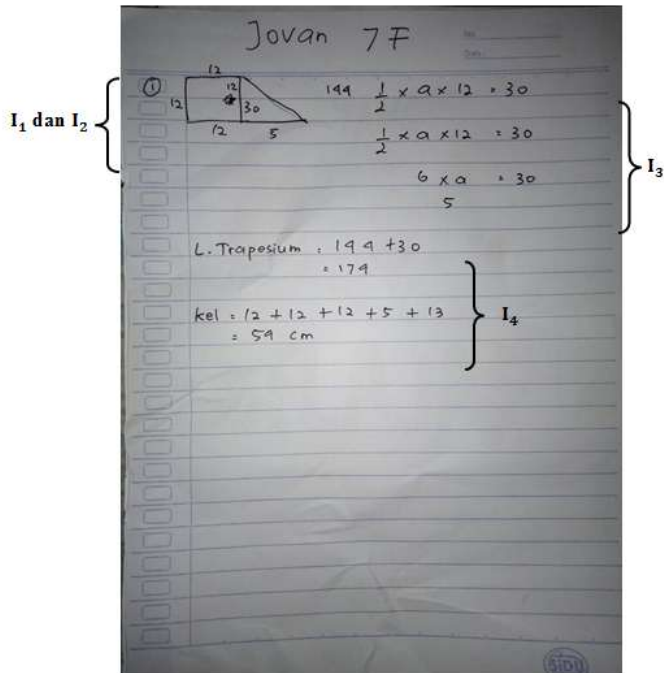 Jovan 7F
No.
Date:
I₁ dan I₂
①
12
12
12
30
12 5
144 1/2 x a x 12 = 30
1/2 x a x 12 = 30
6 x a = 30
5
I₃
L. Trapesium = 144 + 30
= 174
kel = 12 + 12 + 12 + 5 + 13
= 54 cm
I₄
SIDU